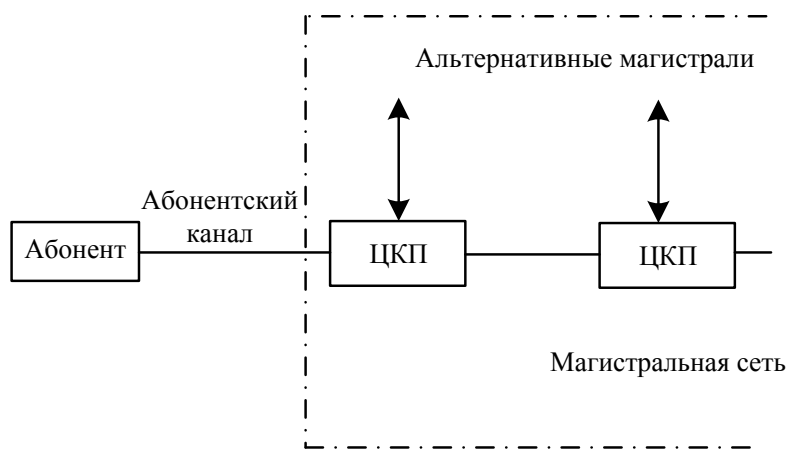 Альтернативные магистрали
Абонентский
канал
Абонент
ЦКП
ЦКП
Магистральная сеть